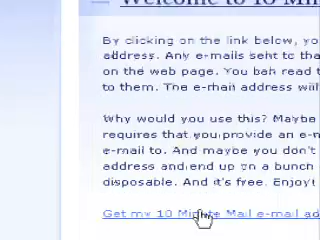 Welcome to 10 Min
By clicking on the link below, yo
address. Any e-mails sent to tha
on the web page. You can read t
to them. The e-mail address will
Why would you use this? Maybe
requires that you provide an e-m
e-mail to. And maybe you don't
address and end up on a bunch
disposable. And it's free. Enjoy!
Get my 10 Minute Mail e-mail ad